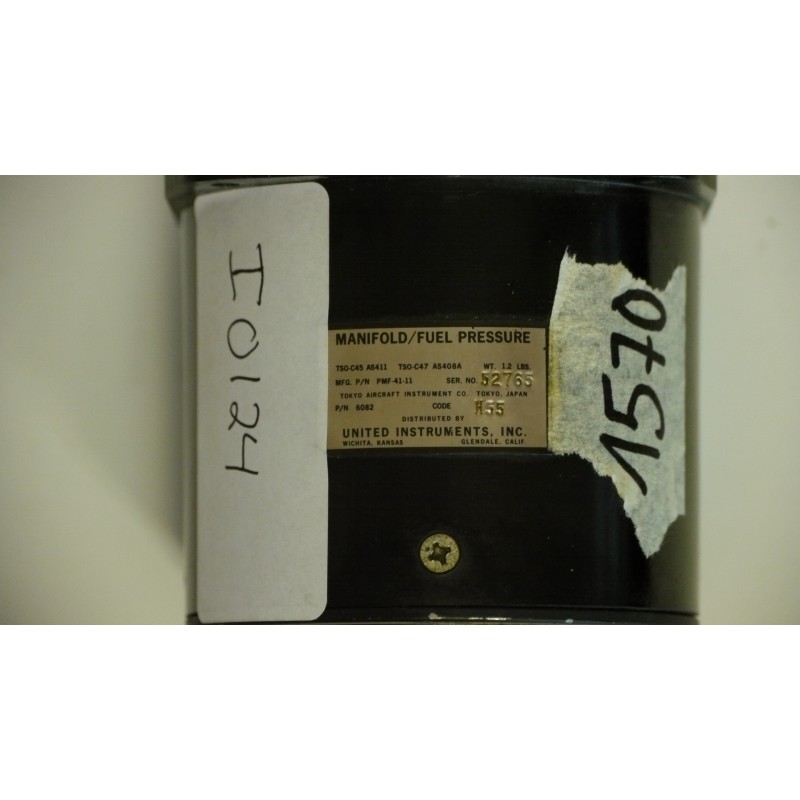 I0124
MANIFOLD/FUEL PRESSURE
TSO-C45 AS411 TSO-C47 AS408A WT. 1.2 LBS.
MFG. P/N PMF-41-11 SER. NO. 52765
TOKYO AIRCRAFT INSTRUMENT CO. TOKYO, JAPAN
P/N 6082 CODE H55
DISTRIBUTED BY
UNITED INSTRUMENTS, INC.
WICHITA, KANSAS GLENDALE, CALIF.
1570